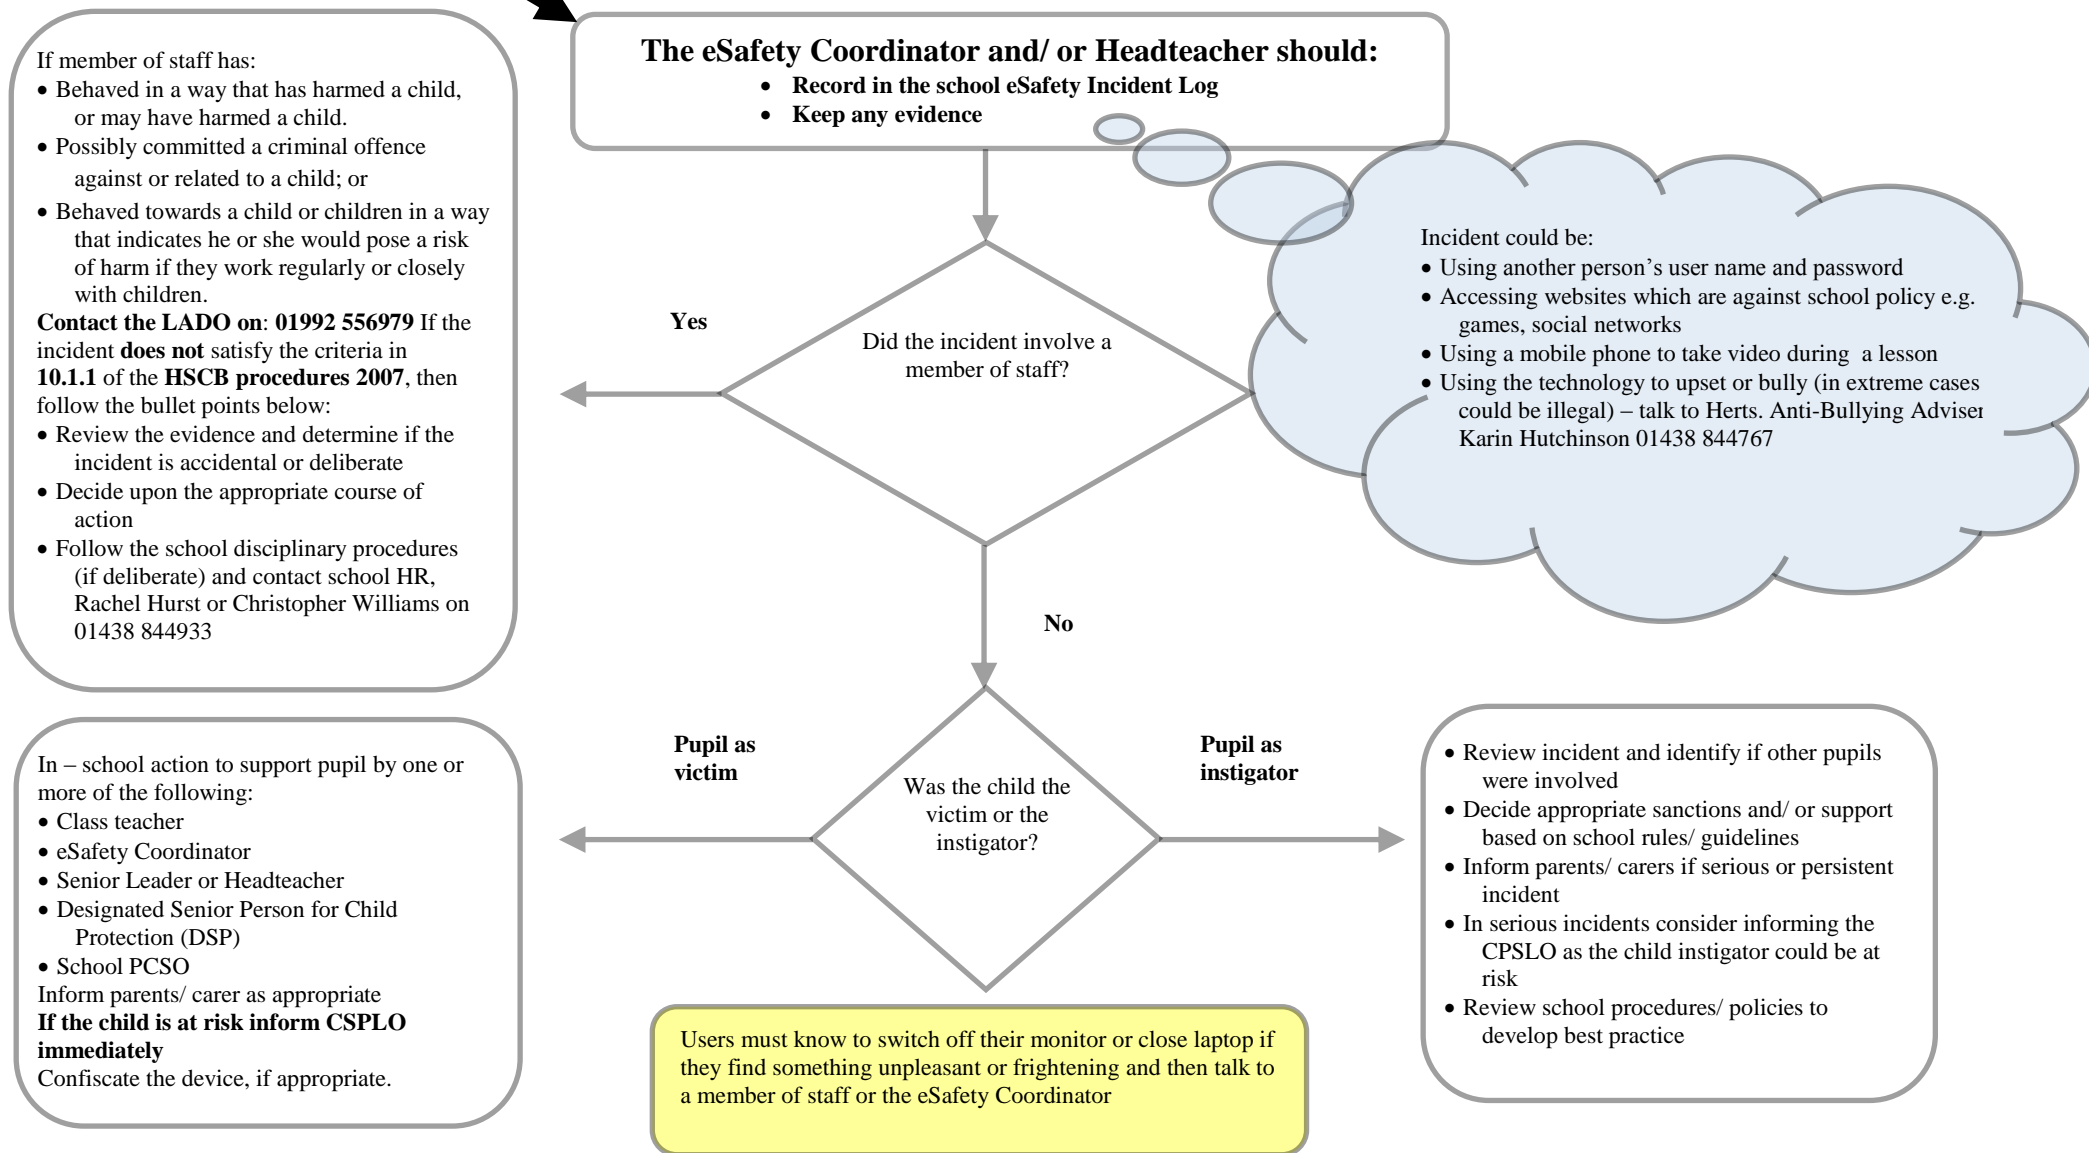 The eSafety Coordinator and/ or Headteacher should:
• Record in the school eSafety Incident Log
• Keep any evidence
If member of staff has:
• Behaved in a way that has harmed a child,
or may have harmed a child.
• Possibly committed a criminal offence
against or related to a child; or
• Behaved towards a child or children in a way
that indicates he or she would pose a risk
of harm if they work regularly or closely
with children.
Contact the LADO on: 01992 556979 If the
incident does not satisfy the criteria in
10.1.1 of the HSCB procedures 2007, then
follow the bullet points below:
• Review the evidence and determine if the
incident is accidental or deliberate
• Decide upon the appropriate course of
action
• Follow the school disciplinary procedures
(if deliberate) and contact school HR,
Rachel Hurst or Christopher Williams on
01438 844933
Yes
Did the incident involve a
member of staff?
Incident could be:
• Using another person’s user name and password
• Accessing websites which are against school policy e.g.
games, social networks
• Using a mobile phone to take video during  a lesson
• Using the technology to upset or bully (in extreme cases
could be illegal) – talk to Herts. Anti-Bullying Adviser
Karin Hutchinson 01438 844767
No
In – school action to support pupil by one or
more of the following:
• Class teacher
• eSafety Coordinator
• Senior Leader or Headteacher
• Designated Senior Person for Child
Protection (DSP)
• School PCSO
Inform parents/ carer as appropriate
If the child is at risk inform CSPLO
immediately
Confiscate the device, if appropriate.
Pupil as
victim
Was the child the
victim or the
instigator?
Pupil as
instigator
• Review incident and identify if other pupils
were involved
• Decide appropriate sanctions and/ or support
based on school rules/ guidelines
• Inform parents/ carers if serious or persistent
incident
• In serious incidents consider informing the
CPSLO as the child instigator could be at
risk
• Review school procedures/ policies to
develop best practice
Users must know to switch off their monitor or close laptop if
they find something unpleasant or frightening and then talk to
a member of staff or the eSafety Coordinator